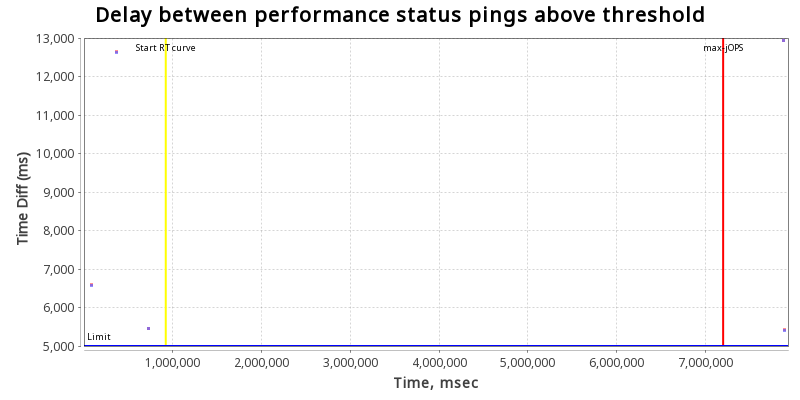 Delay between performance status pings above threshold
Time Diff (ms)
13,000
12,000
11,000
10,000
9,000
8,000
7,000
6,000
5,000
Start RT curve
max-jOPS
Limit
1,000,000 2,000,000 3,000,000 4,000,000 5,000,000 6,000,000 7,000,000
Time, msec